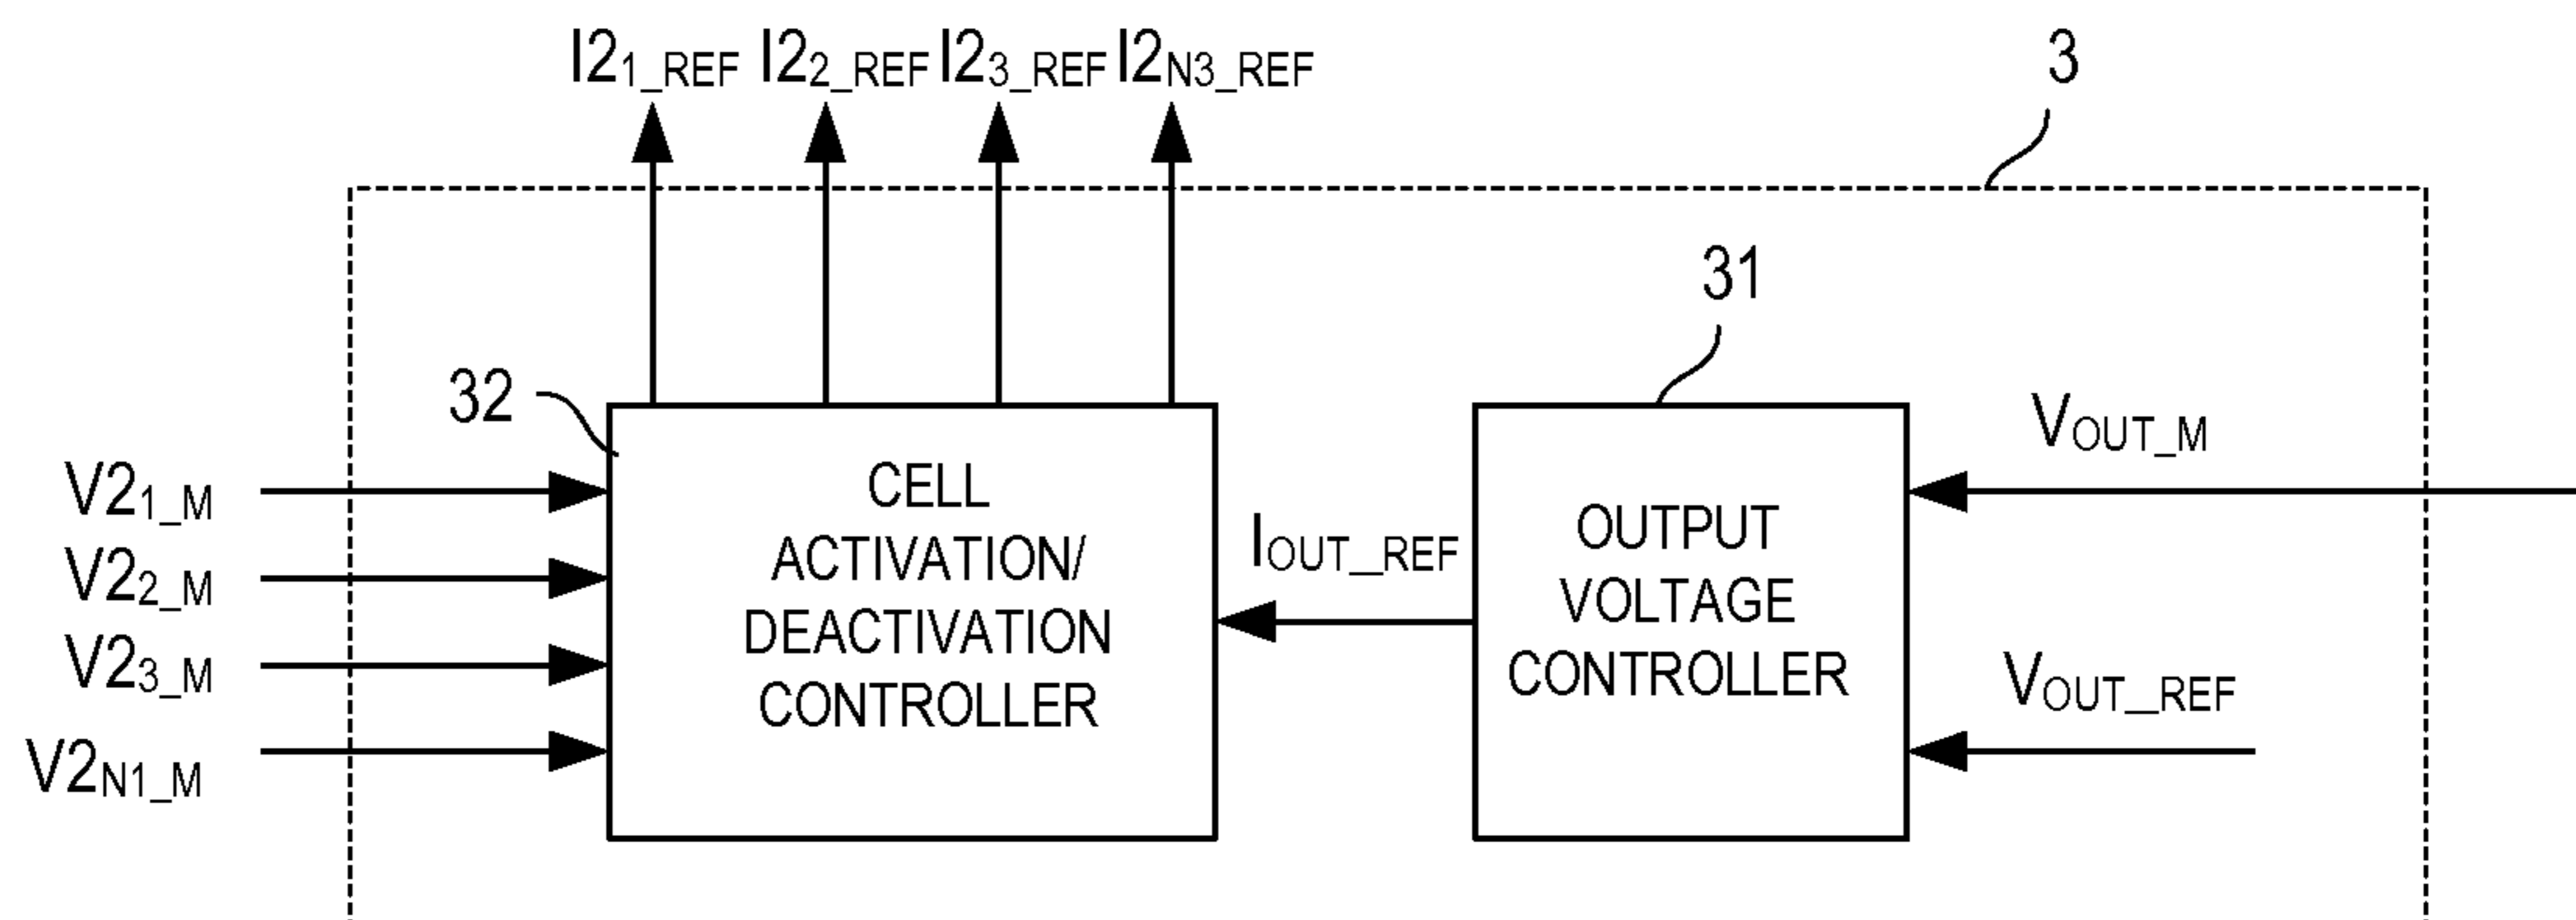 I21_REF I22_REF I23_REF I2N3_REF
3
31
32
V21_M
V22_M
V23_M
V2N1_M
CELL
ACTIVATION/
DEACTIVATION
CONTROLLER
IOUT_REF
OUTPUT
VOLTAGE
CONTROLLER
VOUT_M
VOUT_REF